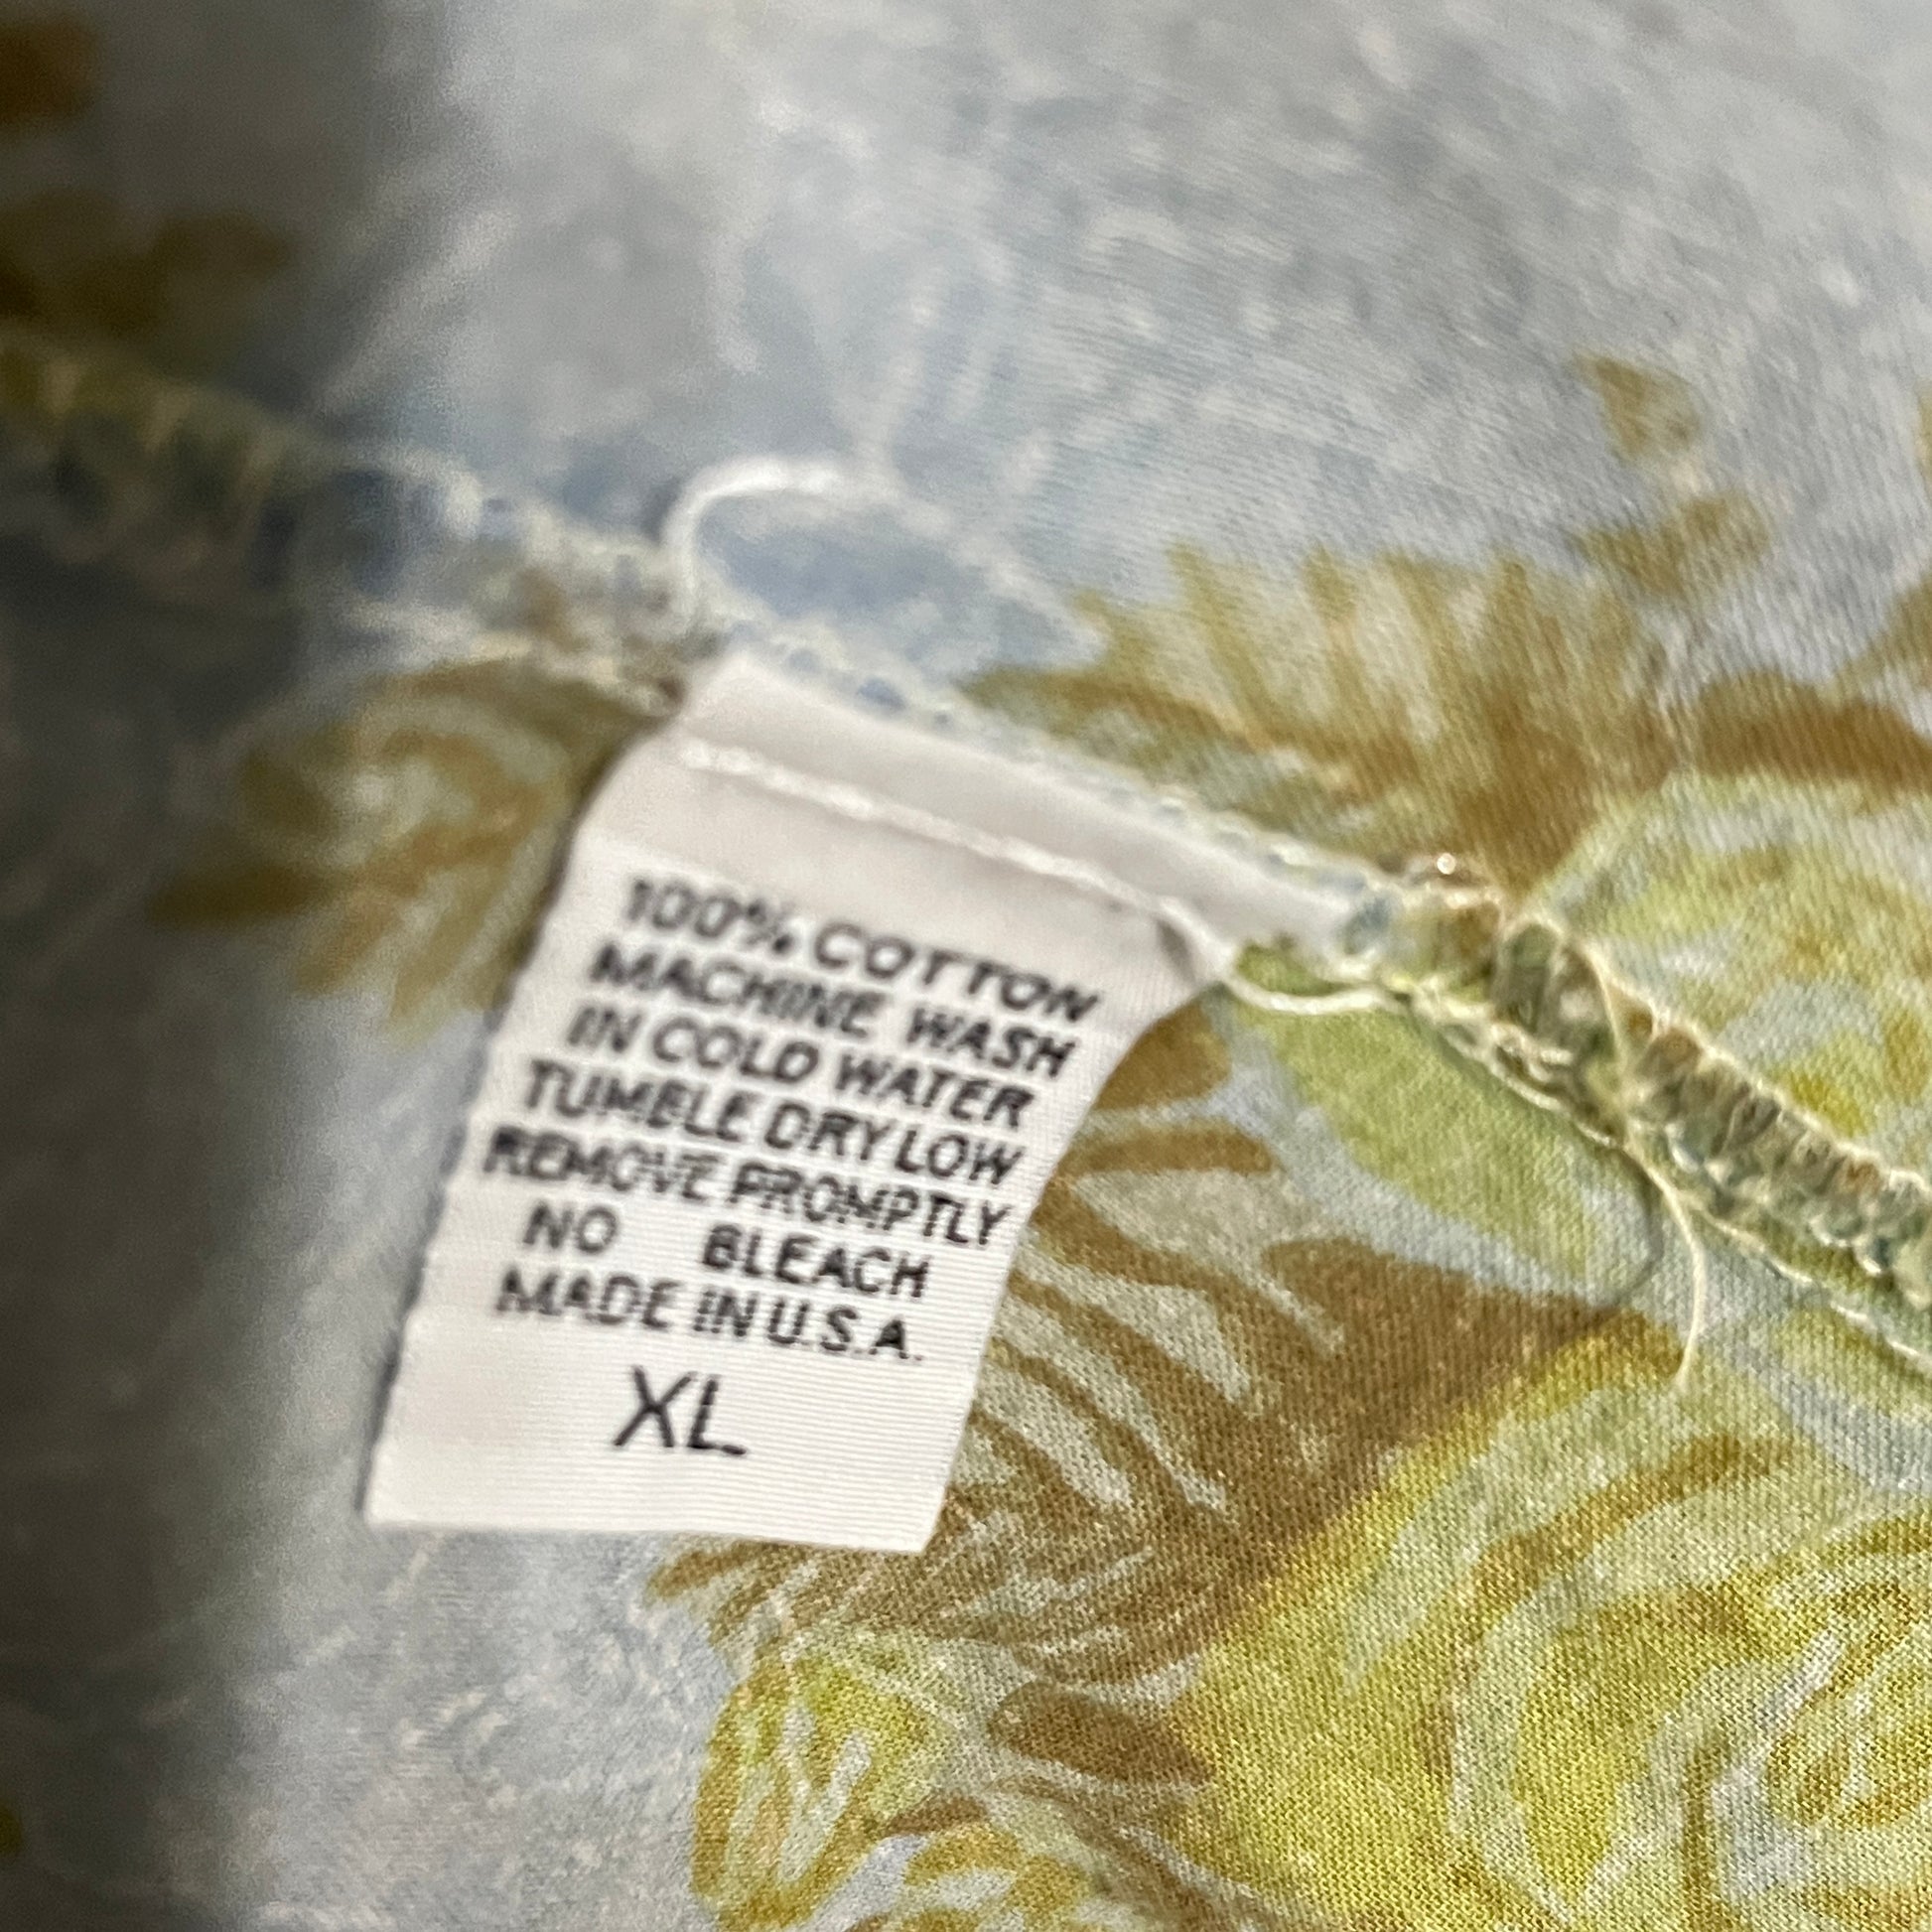 100% COTTON
MACHINE WASH
IN COLD WATER
TUMBLE DRY LOW
REMOVE PROMPTLY
NO BLEACH
MADE IN U.S.A.
XL